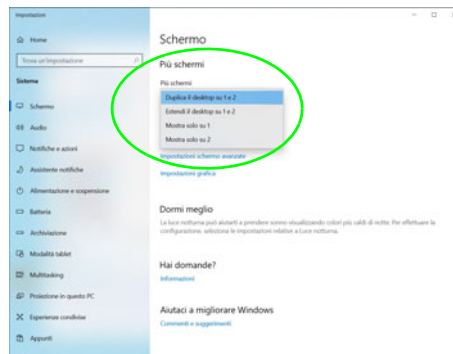 Impostazioni
Home
Trova un'impostazione
Sistema
Schermo
Audio
Notifiche e azioni
Assistente notifiche
Alimentazione e sospensione
Batteria
Archiviazione
Modalità tablet
Multitasking
Proiezione in questo PC
Esperienze condivise
Appunti
Schermo
Più schermi
Più schermi
Duplica il desktop su 1 e 2
Estendi il desktop su 1 e 2
Mostra solo su 1
Mostra solo su 2
Impostazioni schermo avanzate
Impostazioni grafica
Dormi meglio
La luce notturna può aiutarti a prendere sonno visualizzando colori più caldi di notte. Per effettuare la
configurazione, seleziona le impostazioni relative a Luce notturna.
Hai domande?
Informazioni
Aiutaci a migliorare Windows
Commenti e suggerimenti